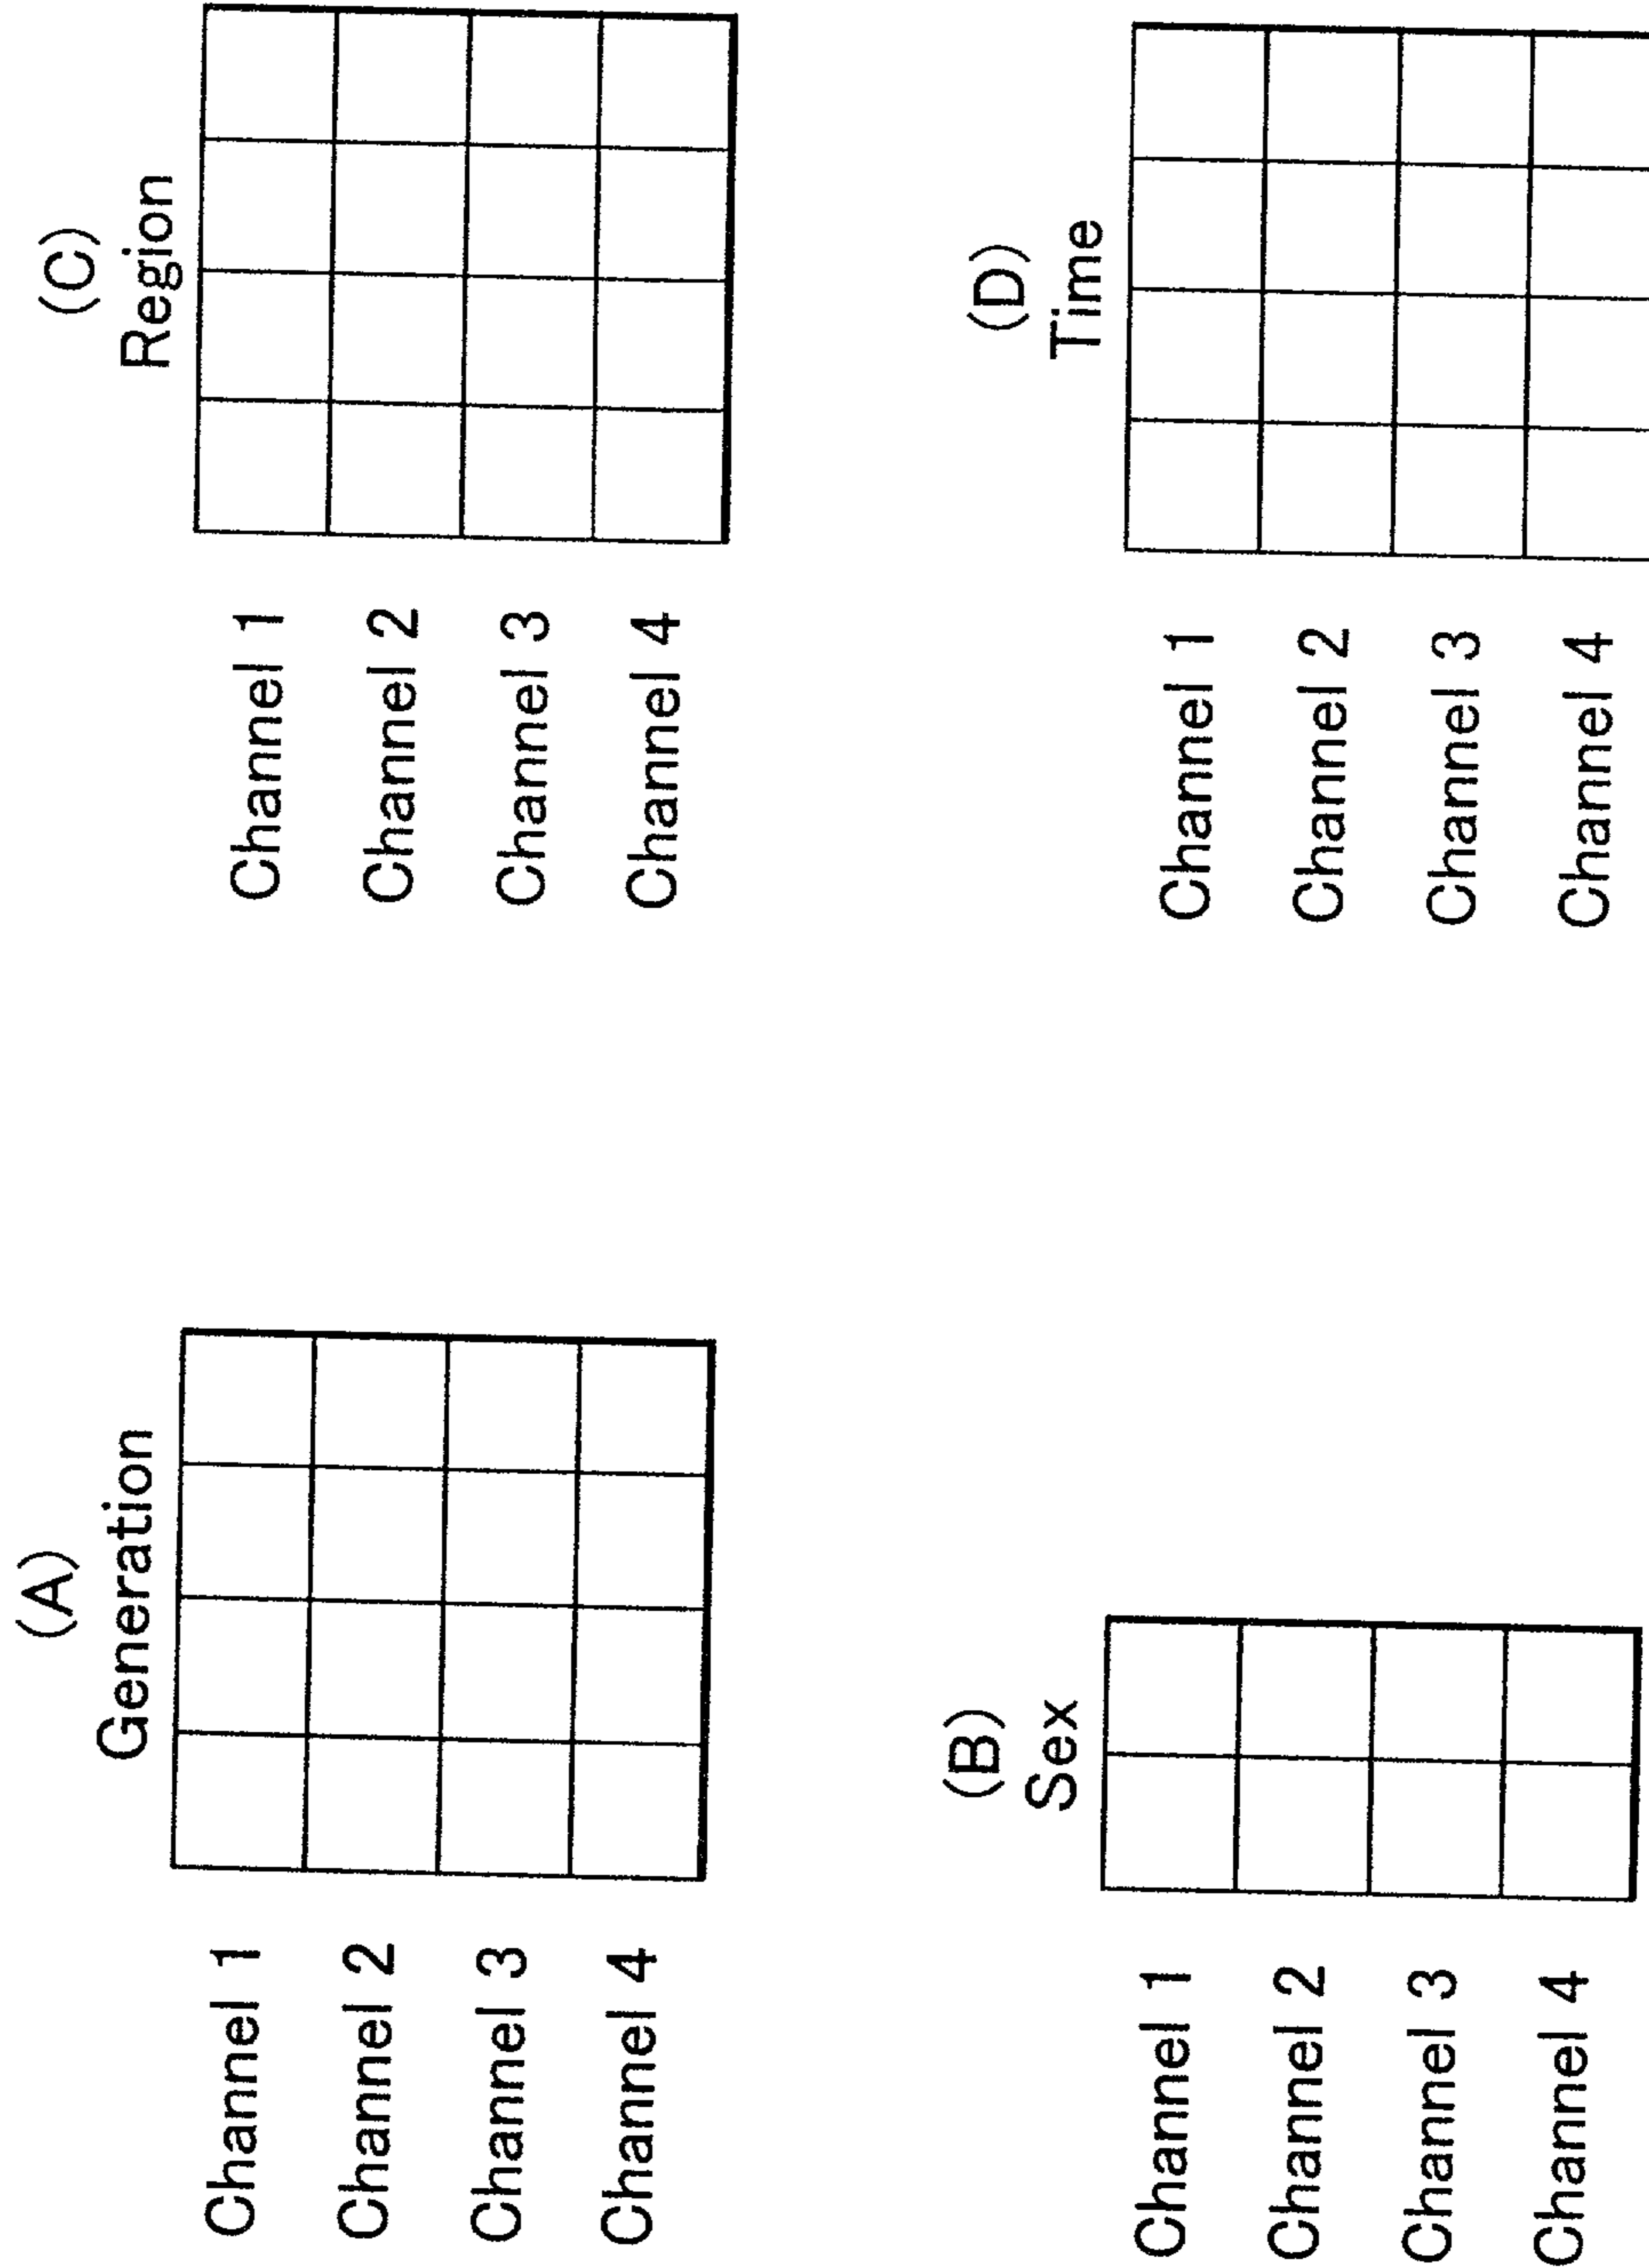 (A)
Generation
Channel 1
Channel 2
Channel 3
Channel 4
(B)
Sex
Channel 1
Channel 2
Channel 3
Channel 4
(C)
Region
Channel 1
Channel 2
Channel 3
Channel 4
(D)
Time
Channel 1
Channel 2
Channel 3
Channel 4